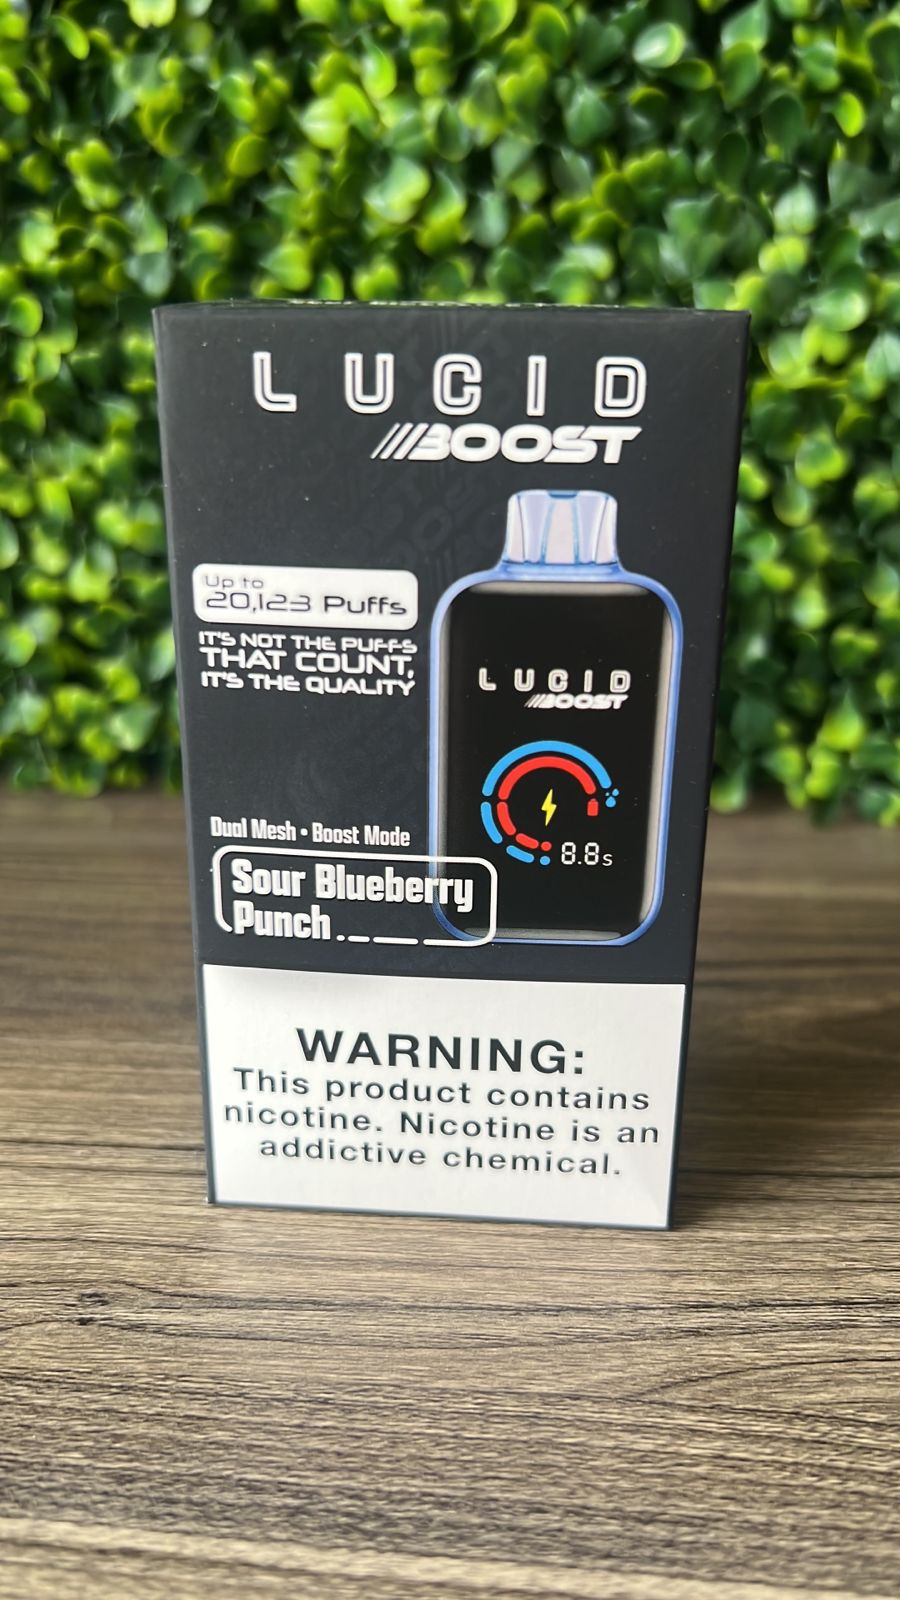 LUCID
BOOST
Up to
20,123 Puffs
IT'S NOT THE PUFFS
THAT COUNT,
IT'S THE QUALITY
LUCID
BOOST
8.8s
Dual Mesh • Boost Mode
Sour Blueberry
Punch
WARNING:
This product contains
nicotine. Nicotine is an
addictive chemical.